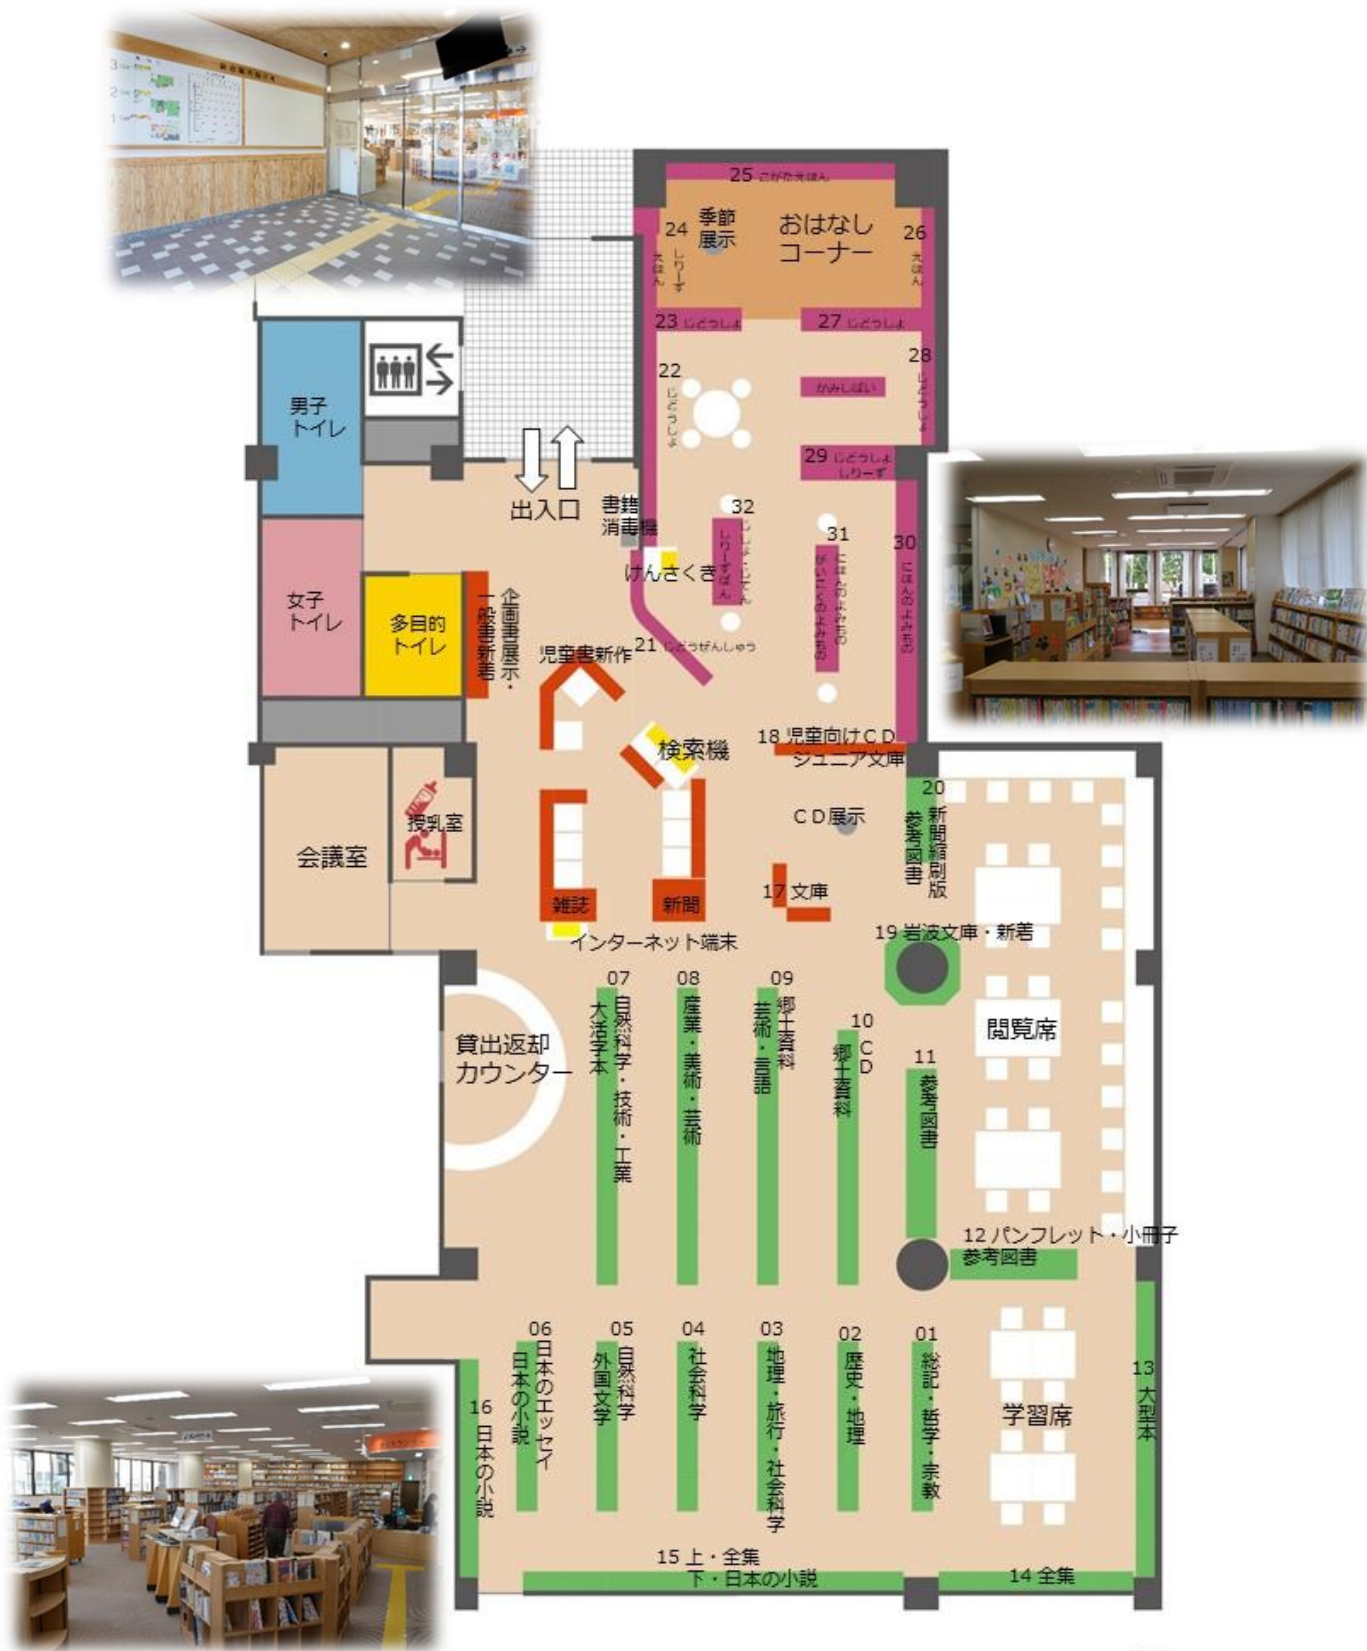 25 こがたえほん
24
えほん
しりーず
季節
展示
おはなし
コーナー
26
えほん
23 じどうしょ
27 じどうしょ
22
じどうしょ
28
じどうしょ
かみしばい
29 じどうしょ
しりーず
男子
トイレ
女子
トイレ
多目的
トイレ
出入口
書籍
消毒機
けんさくき
32
じしょ・じてん
しりーずほん
31
にほんのよみもの
がいこくのよみもの
30
にほんのよみもの
企画書展示・
一般書新着
児童書新作
21 じどうぜんしゅう
検索機
18 児童向けCD
ジュニア文庫
CD展示
20
新聞縮刷版
参考図書
会議室
授乳室
雑誌
新聞
17 文庫
インターネット端末
19 岩波文庫・新着
07
自然科学・技術・工業
大活字本
08
産業・美術・芸術
09
郷土資料
芸術・言語
10
CD
郷土資料
11
参考図書
閲覧席
貸出返却
カウンター
12 パンフレット・小冊子
参考図書
06
日本のエッセイ
日本の小説
05
自然科学
外国文学
04
社会科学
03
地理・旅行・社会科学
02
歴史・地理
01
総記・哲学・宗教
学習席
13
大型本
16
日本の小説
15 上・全集
下・日本の小説
14 全集